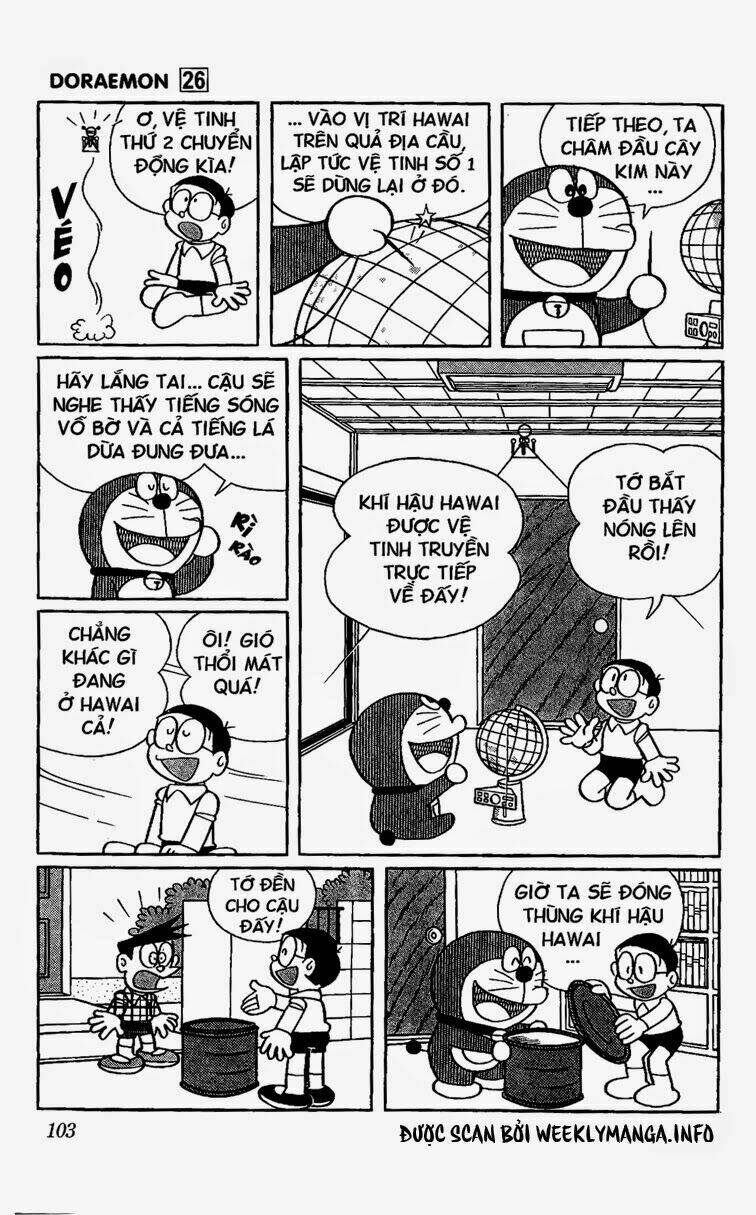 DORAEMON 26
TIẾP THEO, TA
CHÂM ĐẦU CÂY
KIM NÀY
...
... VÀO VỊ TRÍ HAWAI
TRÊN QUẢ ĐỊA CẦU,
LẬP TỨC VỆ TINH SỐ 1
SẼ DỪNG LẠI Ở ĐÓ.
Ơ, VỆ TINH
THỨ 2 CHUYỂN
ĐỘNG KÌA!
VÈO
TỚ BẮT
ĐẦU THẤY
NÓNG LÊN
RỒI!
KHÍ HẬU HAWAI
ĐƯỢC VỆ
TINH TRUYỀN
TRỰC TIẾP
VỀ ĐẤY!
HÃY LẮNG TAI... CẬU SẼ
NGHE THẤY TIẾNG SÓNG
VỖ BỜ VÀ CẢ TIẾNG LÁ
DỪA ĐUNG ĐƯA...
RÌ
RÀO
ÔI! GIÓ
THỔI MÁT
QUÁ!
CHẲNG
KHÁC GÌ
ĐANG
Ở HAWAI
CẢ!
GIỜ TA SẼ ĐÓNG
THÙNG KHÍ HẬU
HAWAI
...
TỚ ĐỀN
CHO CẬU
ĐẤY!
103
ĐƯỢC SCAN BỞI WEEKLYMANGA.INFO